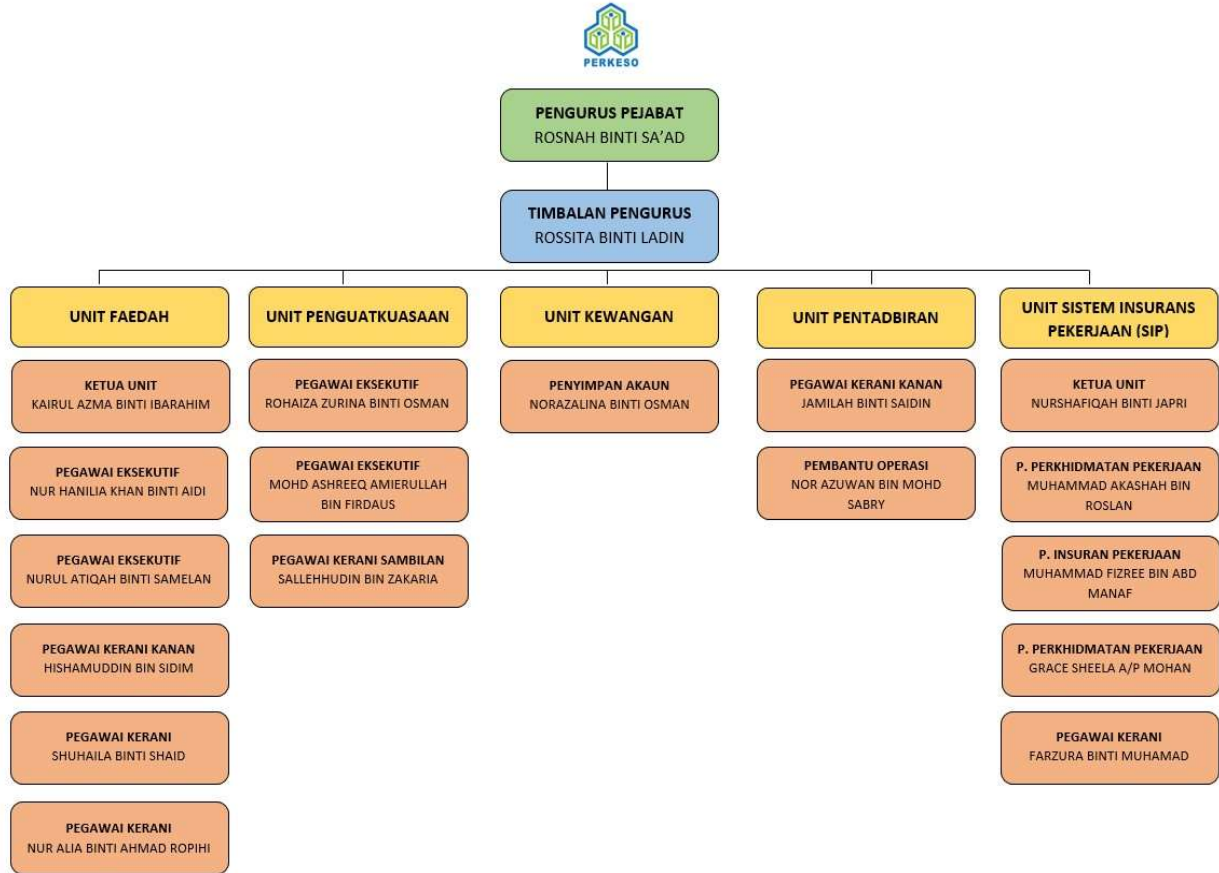 PERKESO
PENGURUS PEJABAT
ROSNAH BINTI SA'AD
TIMBALAN PENGURUS
ROSSITA BINTI LADIN
UNIT FAEDAH
KETUA UNIT
KAIRUL AZMA BINTI IBARAHIM
PEGAWAI EKSEKUTIF
NUR HANILIA KHAN BINTI AIDI
PEGAWAI EKSEKUTIF
NURUL ATIQAH BINTI SAMELAN
PEGAWAI KERANI KANAN
HISHAMUDDIN BIN SIDIM
PEGAWAI KERANI
SHUHAILA BINTI SHAID
PEGAWAI KERANI
NUR ALIA BINTI AHMAD ROPIHI
UNIT PENGUATKUASAAN
PEGAWAI EKSEKUTIF
ROHAIZA ZURINA BINTI OSMAN
PEGAWAI EKSEKUTIF
MOHD ASHREEQ AMIERULLAH
BIN FIRDAUS
PEGAWAI KERANI SAMBILAN
SALLEHHUDIN BIN ZAKARIA
UNIT KEWANGAN
PENYIMPAN AKAUN
NORAZALINA BINTI OSMAN
UNIT PENTADBIRAN
PEGAWAI KERANI KANAN
JAMILAH BINTI SAIDIN
PEMBANTU OPERASI
NOR AZUWAN BIN MOHD
SABRY
UNIT SISTEM INSURANS
PEKERJAAN (SIP)
KETUA UNIT
NURSHAFIQAH BINTI JAPRI
P. PERKHIDMATAN PEKERJAAN
MUHAMMAD AKASHAH BIN
ROSLAN
P. INSURAN PEKERJAAN
MUHAMMAD FIZREE BIN ABD
MANAF
P. PERKHIDMATAN PEKERJAAN
GRACE SHEELA A/P MOHAN
PEGAWAI KERANI
FARZURA BINTI MUHAMAD